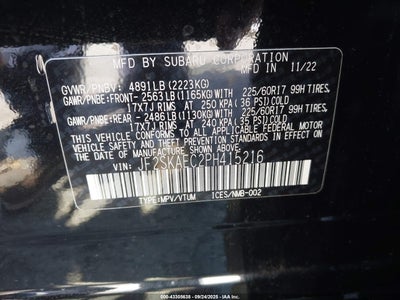 MFD BY SUBARU CORPORATION
MFD IN 11/22
GVWR/PNBV: 4891LB (2223KG)
GAWR/PNBE:FRONT- 2563LB (1165KG) WITH/AVEC 225/60R17 99H TIRES,
17X7J RIMS AT 250 KPA (36 PSI) COLD
GAWR/PNBE:REAR - 2486LB (1130KG) WITH/AVEC 225/60R17 99H TIRES,
17X7J RIMS AT 240 KPA (35 PSI) COLD
THIS VEHICLE CONFORMS TO ALL APPLICABLE
FEDERAL MOTOR VEHICLE SAFETY AND THEFT
PREVENTION STANDARDS IN EFFECT ON THE DATE
OF MANUFACTURE SHOWN ABOVE.
VIN: JF2SKAEC2PH415216
TYPE:MPV/VTUM ICES/NMB-002
000-43308638 - 09/24/2025 - IAA Inc.